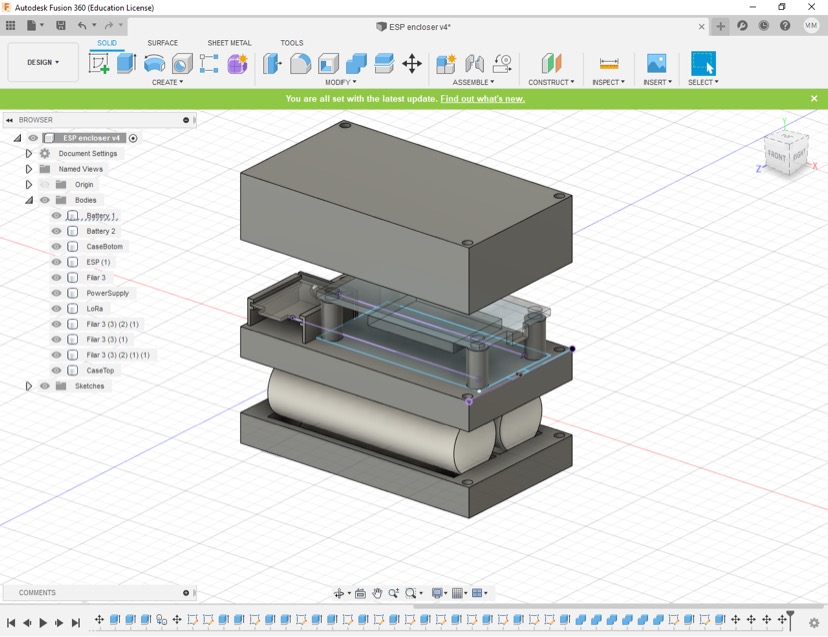 Autodesk Fusion 360 (Education License)
ESP encloser v4*
MM
DESIGN
SOLID
SURFACE
SHEET METAL
TOOLS
CREATE
MODIFY
ASSEMBLE
CONSTRUCT
INSPECT
INSERT
SELECT
You are all set with the latest update. Find out what's new.
BROWSER
ESP encloser v4
Document Settings
Named Views
Origin
Bodies
Battery 1
Battery 2
CaseBotom
ESP (1)
Filar 3
PowerSupply
LoRa
Filar 3 (3) (2) (1)
Filar 3 (3) (1)
Filar 3 (3) (2) (1) (1)
CaseTop
Sketches
Y
FRONT
RIGHT
Z
X
COMMENTS